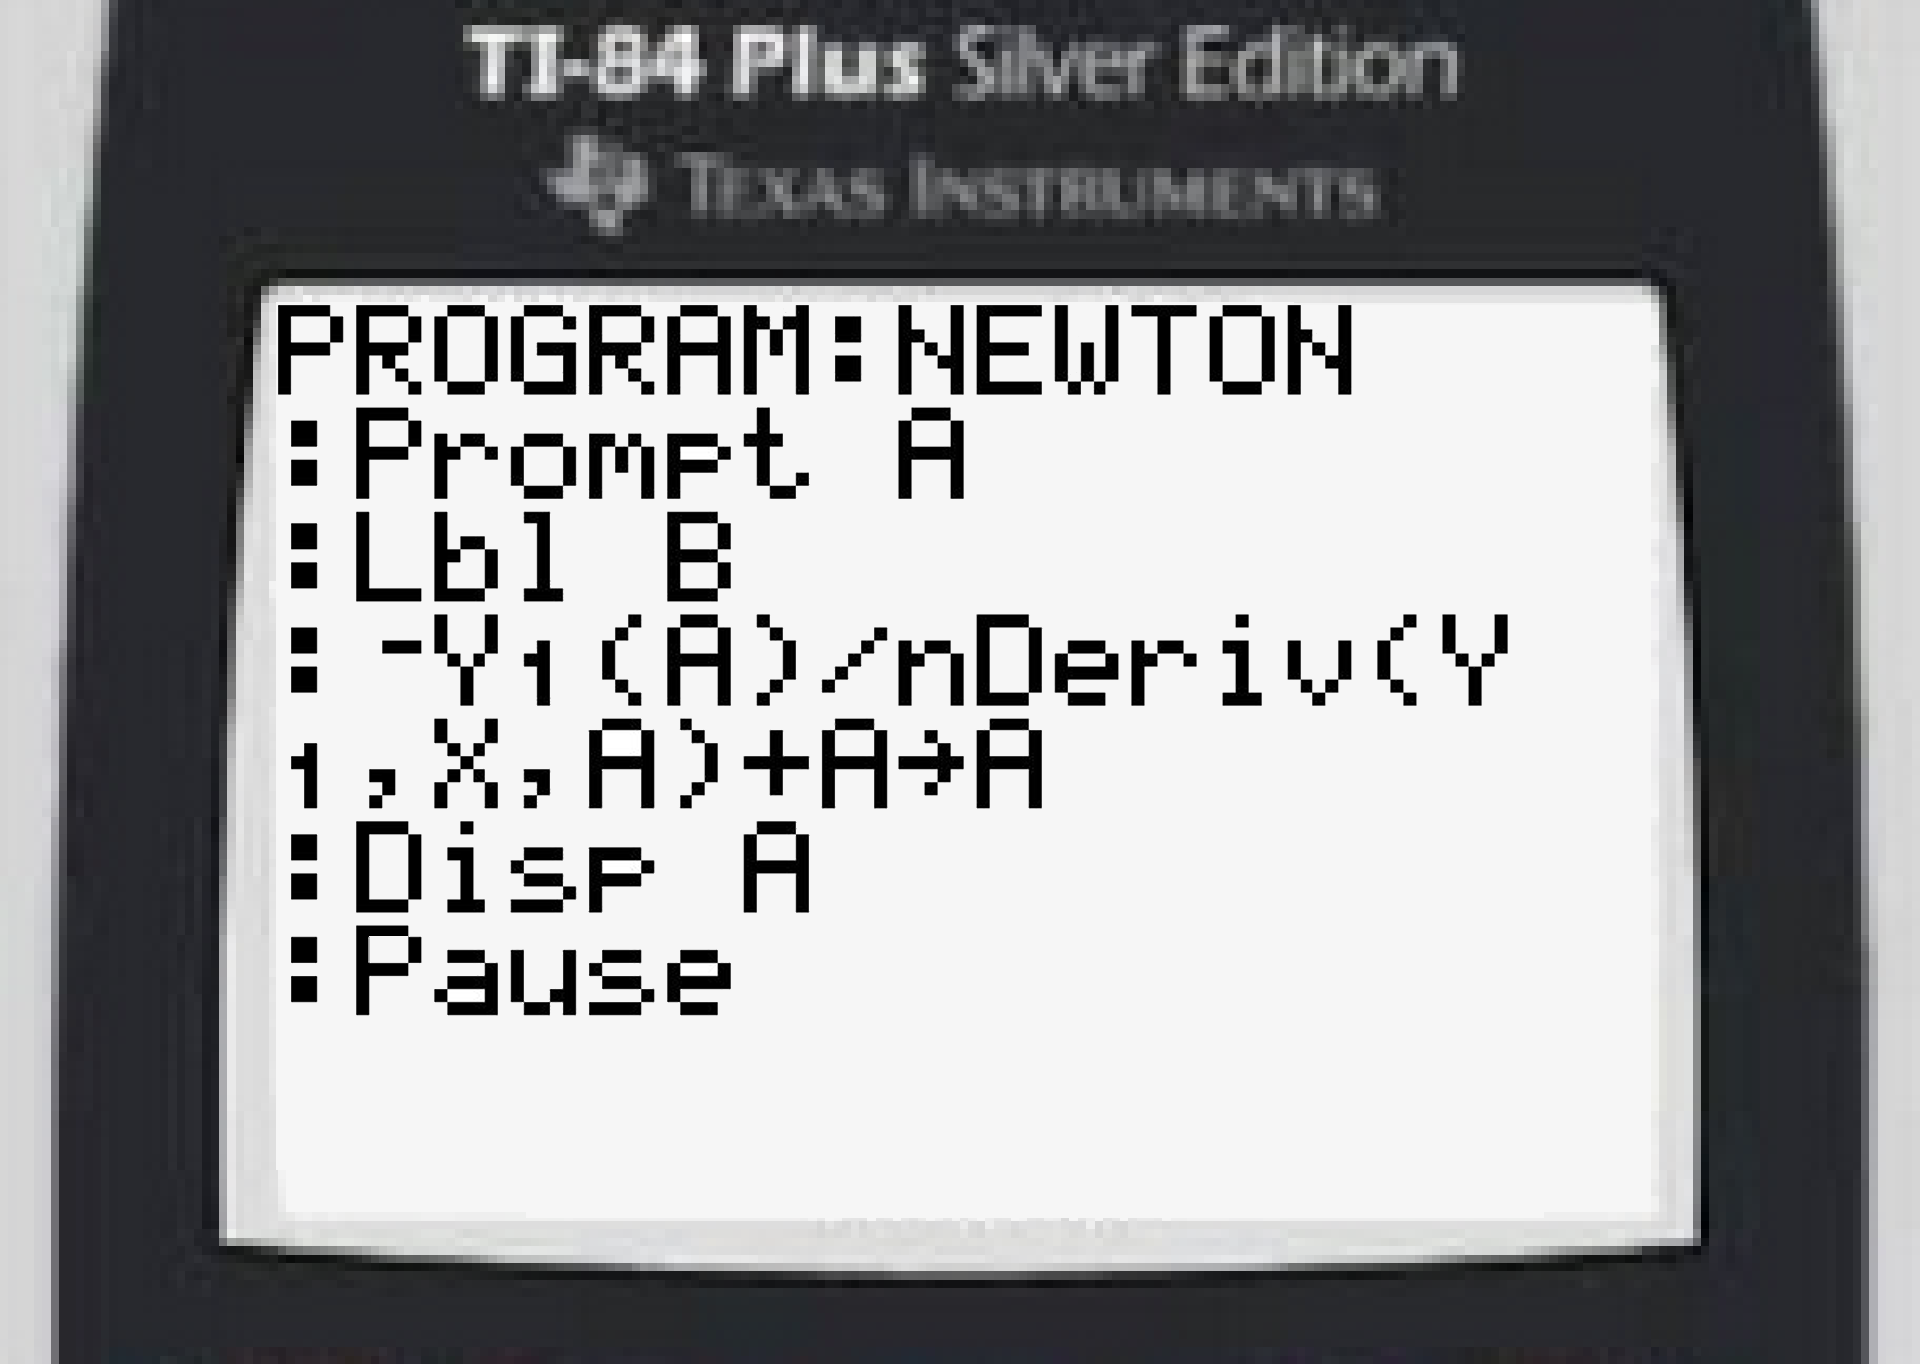 TI-84 Plus Silver Edition
TEXAS INSTRUMENTS
PROGRAM:NEWTON
:Prompt A
:Lbl B
:⁻Y₁(A)/nDeriv(Y
₁,X,A)+A→A
:Disp A
:Pause